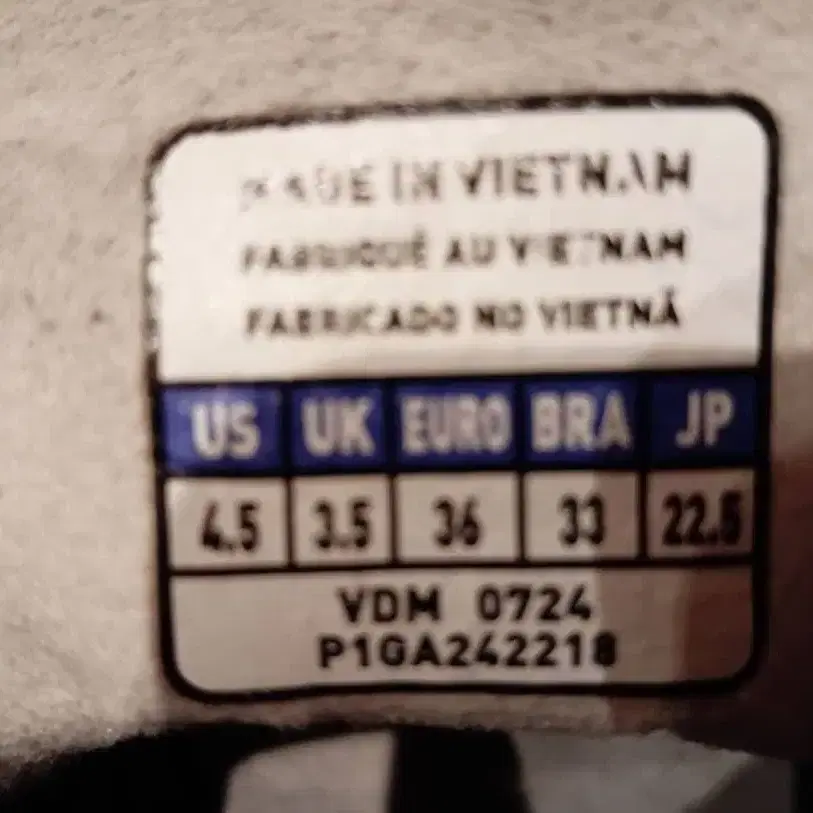 MADE IN VIETNAM
FABRIQUÉ AU VIETNAM
FABRICADO NO VIETNÃ
US UK EURO BRA JP
4.5 3.5 36 33 22.5
VDM 0724
P1GA242218